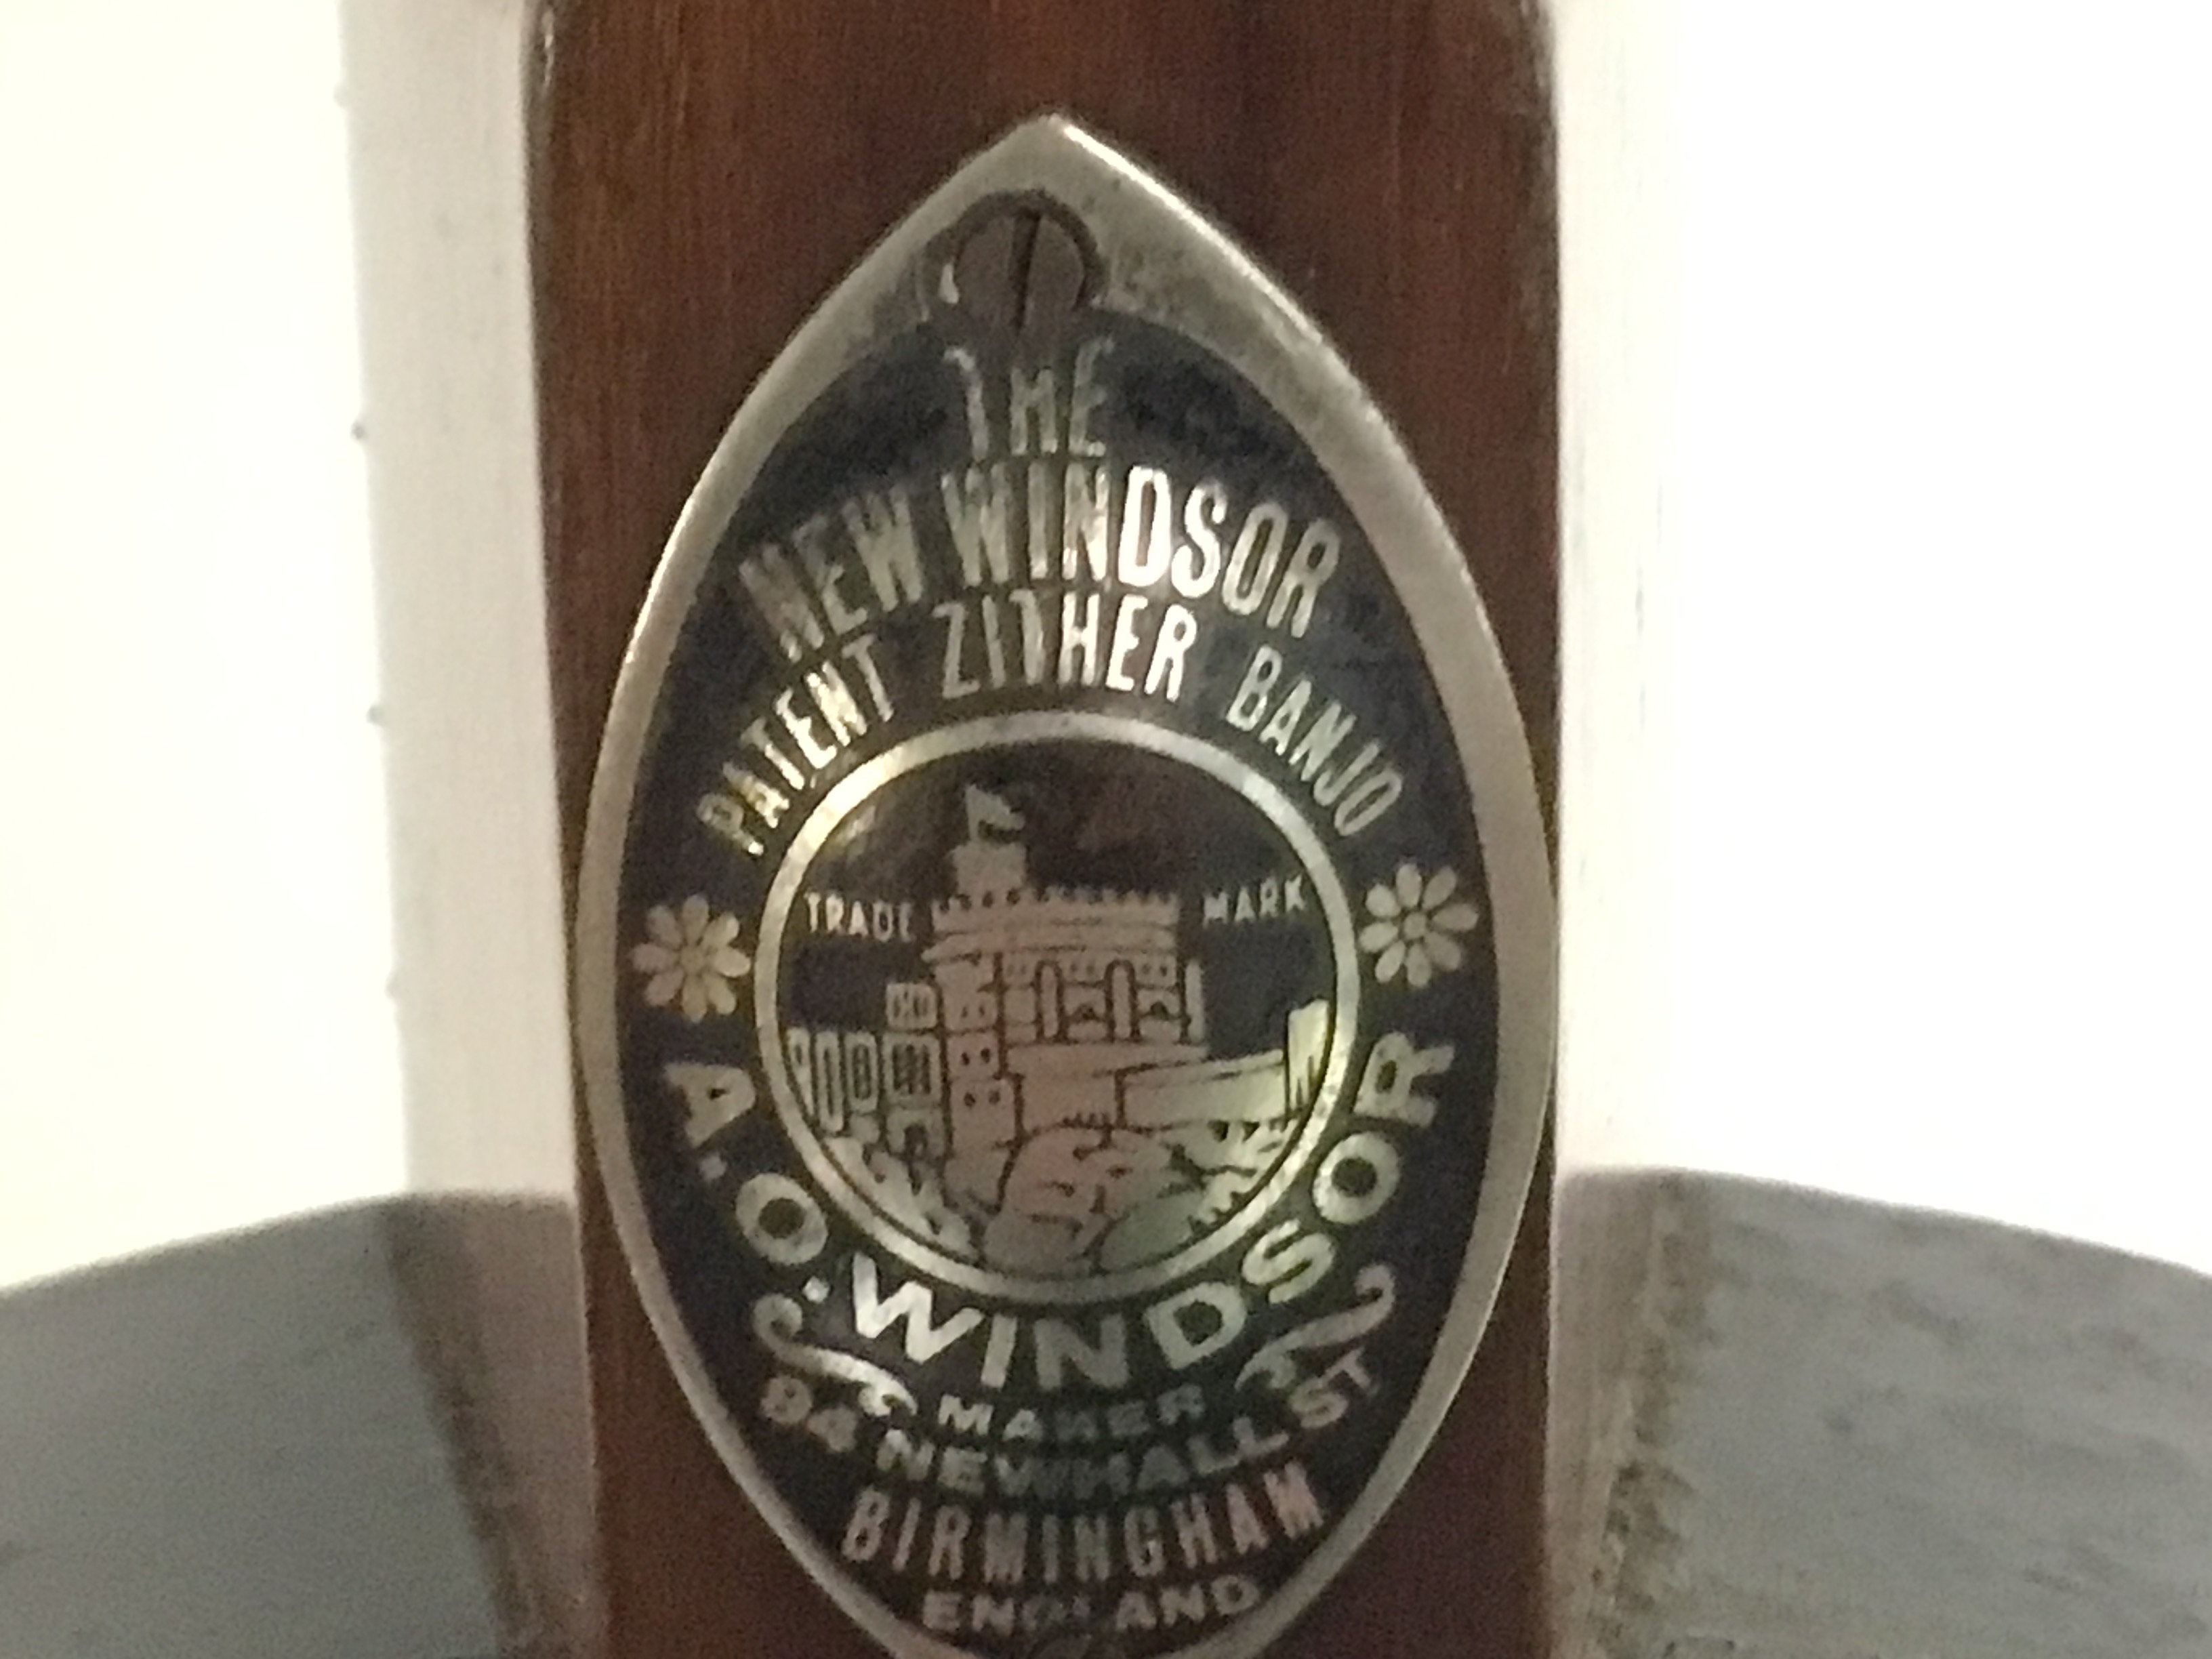 THE
NEW WINDSOR
PATENT ZITHER BANJO
TRADE MARK
A. O. WINDSOR
MAKER
94 NEWHALL ST
BIRMINGHAM
ENGLAND